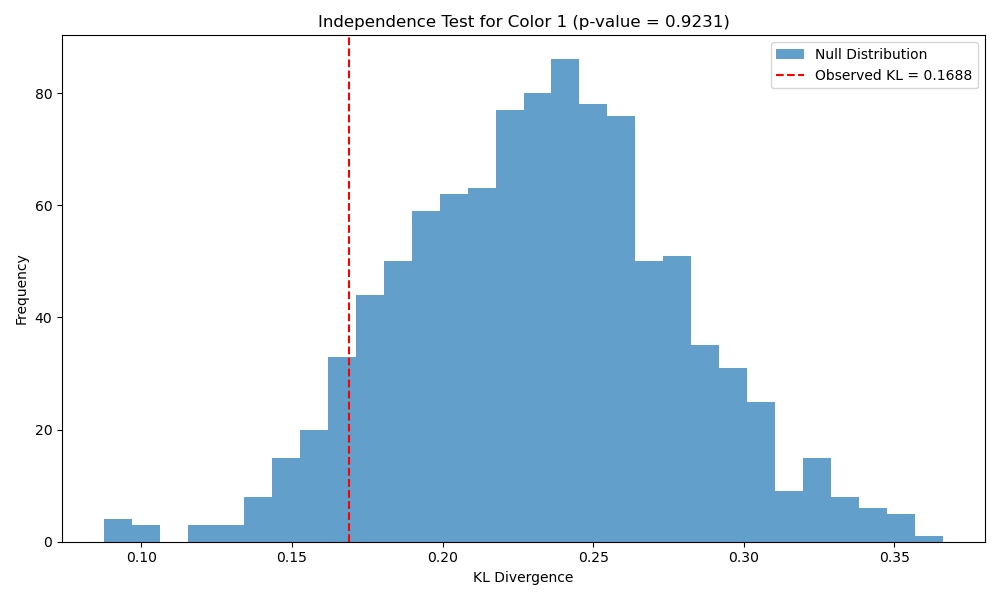 Independence Test for Color 1 (p-value = 0.9231)
Null Distribution
Observed KL = 0.1688
Frequency
80
60
40
20
0
0.10 0.15 0.20 0.25 0.30 0.35
KL Divergence